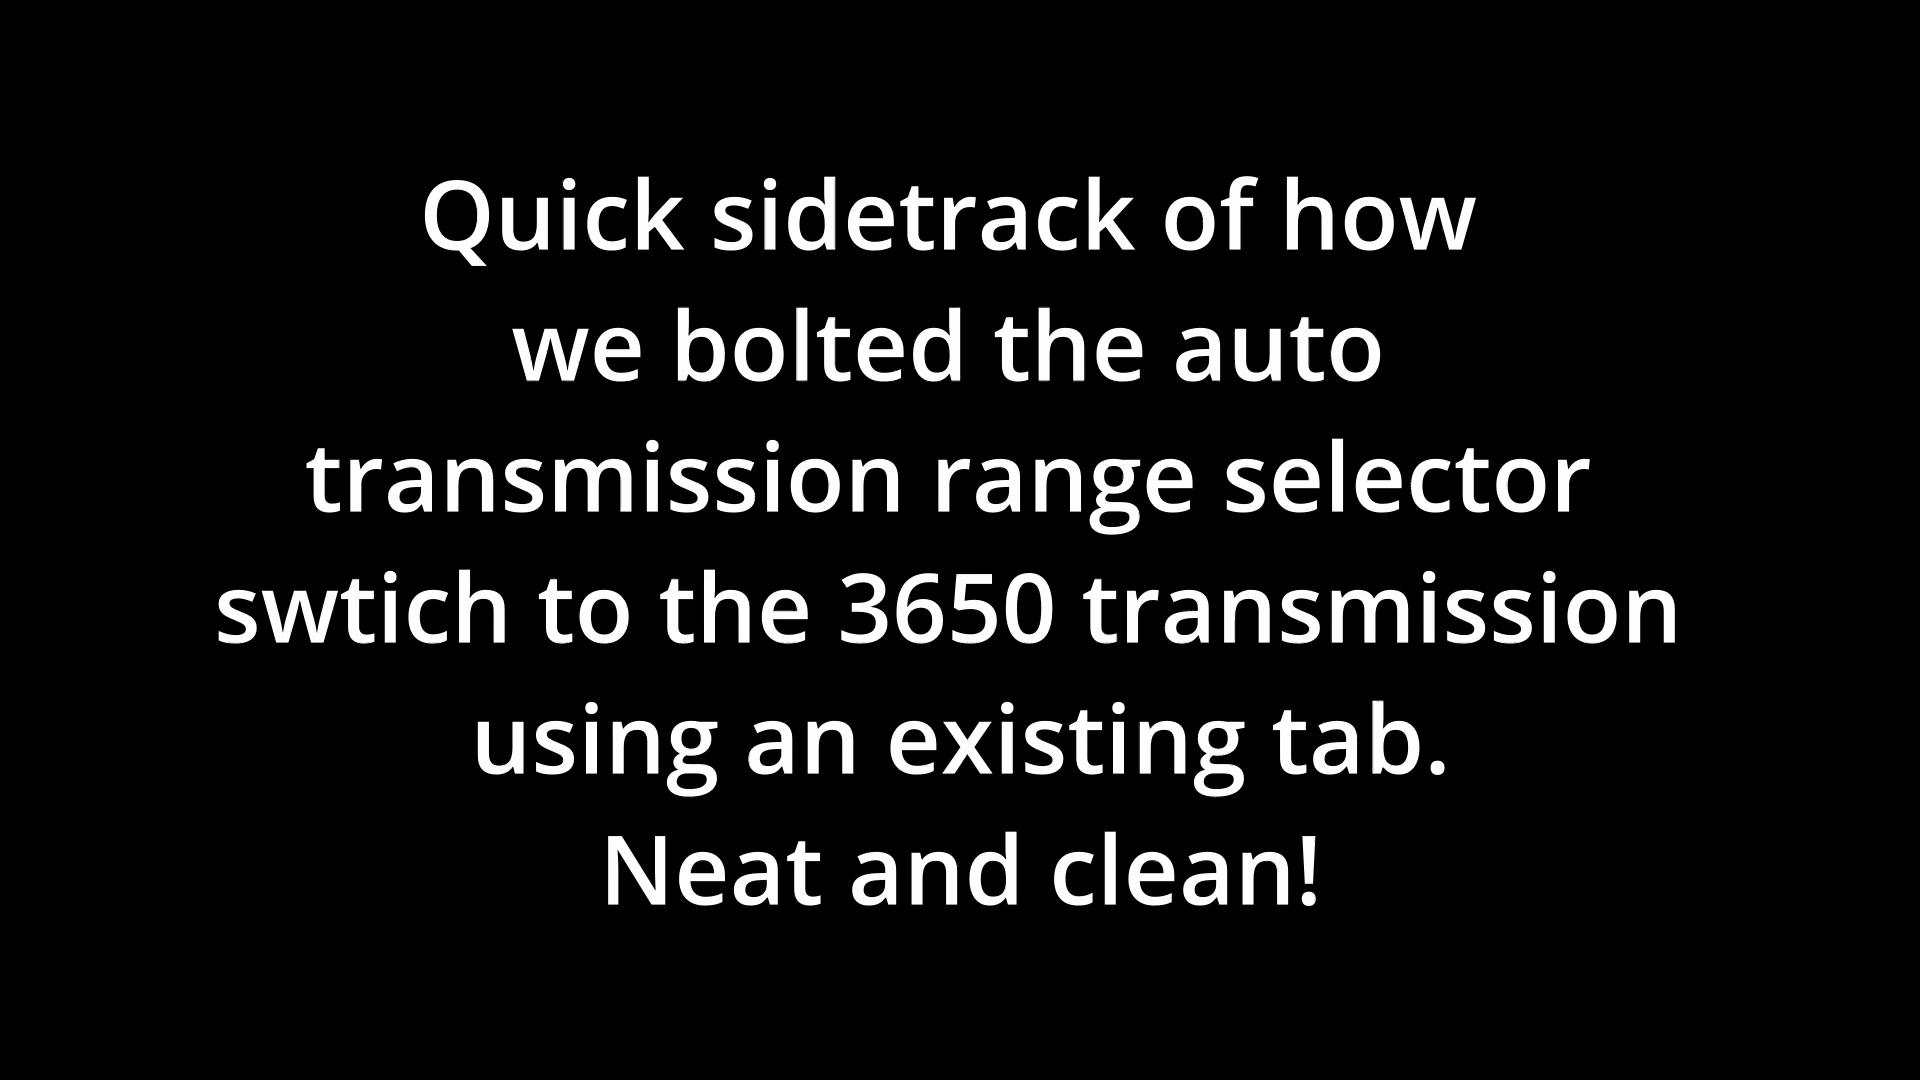 Quick sidetrack of how
we bolted the auto
transmission range selector
swtich to the 3650 transmission
using an existing tab.
Neat and clean!